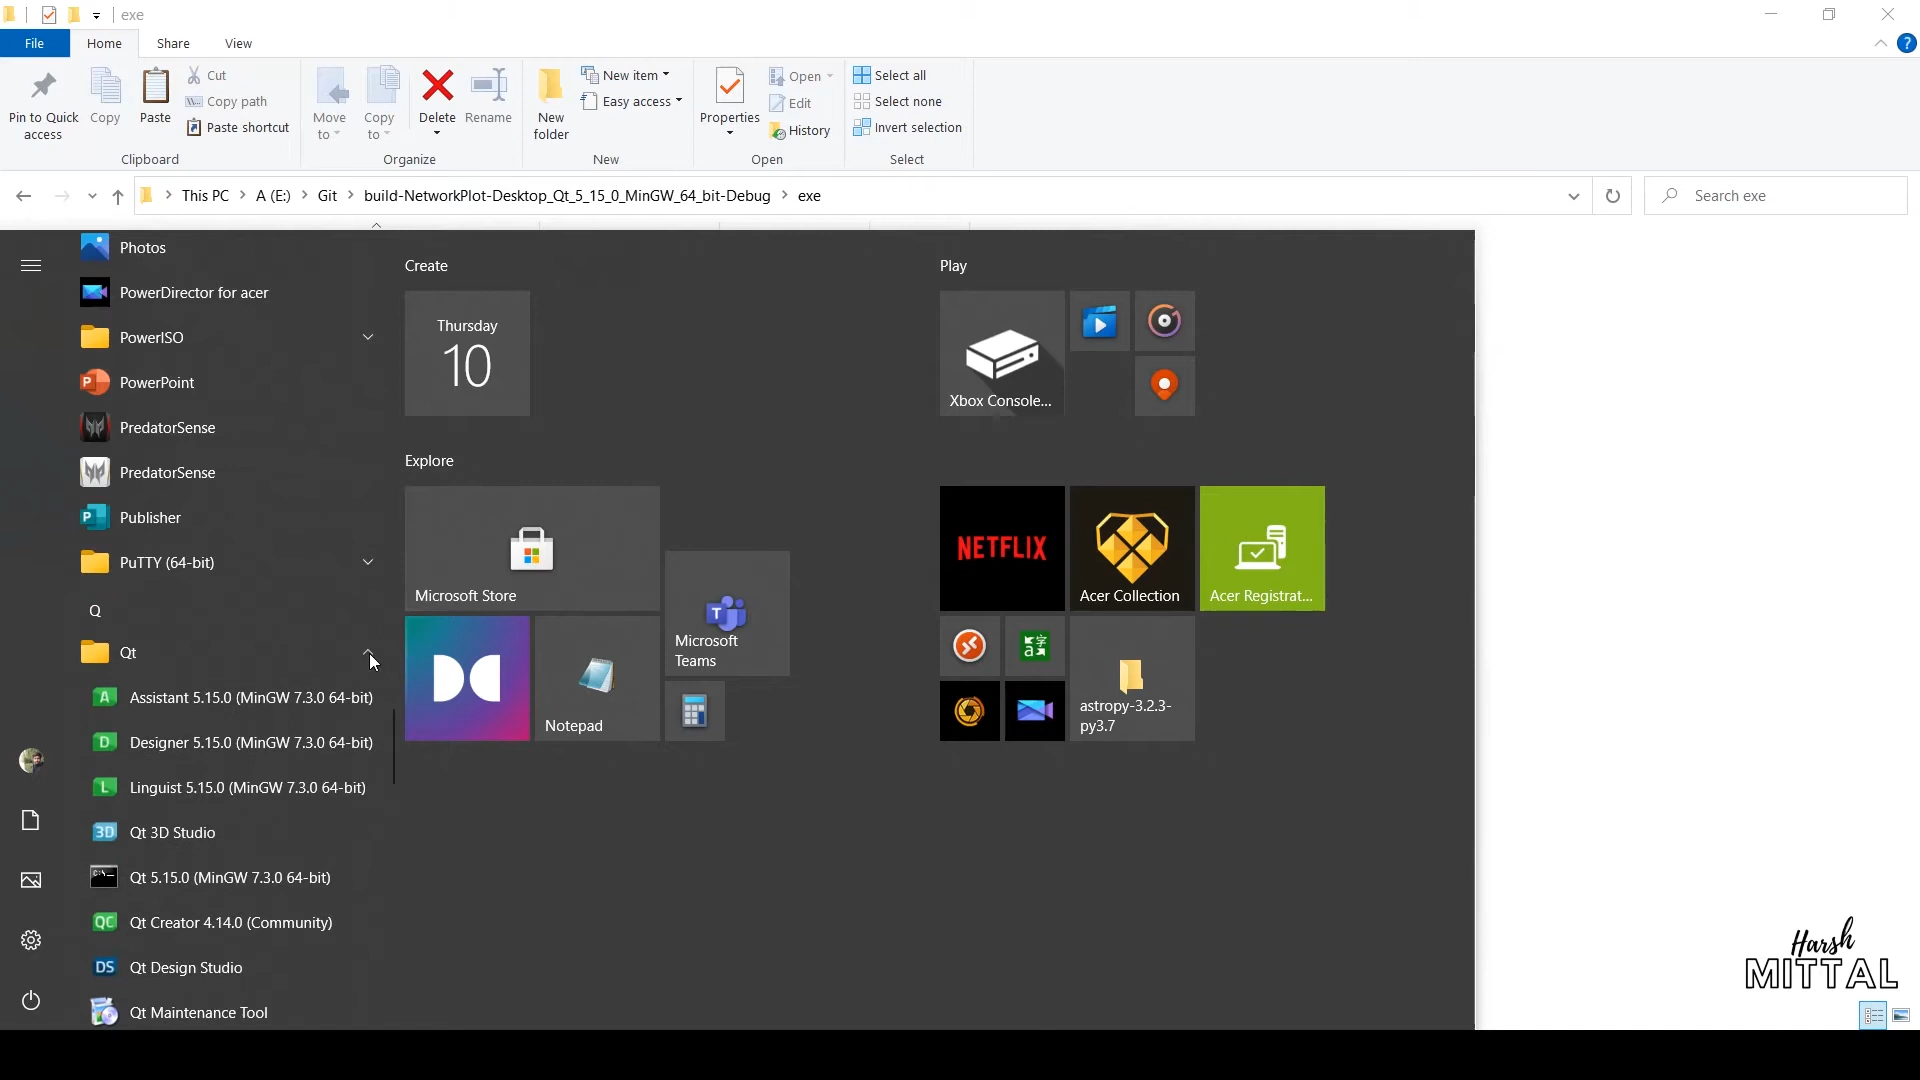 exe
File
Home
Share
View
Pin to Quick
access
Copy
Paste
Cut
Copy path
Paste shortcut
Clipboard
Move
to
Copy
to
Delete
Rename
Organize
New
folder
New item
Easy access
New
Properties
Open
Edit
History
Open
Select all
Select none
Invert selection
Select
This PC > A (E:) > Git > build-NetworkPlot-Desktop_Qt_5_15_0_MinGW_64_bit-Debug > exe
Search exe
Photos
PowerDirector for acer
PowerISO
PowerPoint
PredatorSense
PredatorSense
Publisher
PuTTY (64-bit)
Q
Qt
Assistant 5.15.0 (MinGW 7.3.0 64-bit)
Designer 5.15.0 (MinGW 7.3.0 64-bit)
Linguist 5.15.0 (MinGW 7.3.0 64-bit)
Qt 3D Studio
Qt 5.15.0 (MinGW 7.3.0 64-bit)
Qt Creator 4.14.0 (Community)
Qt Design Studio
Qt Maintenance Tool
Create
Thursday
10
Explore
Microsoft Store
Microsoft
Teams
Notepad
Play
Xbox Console...
NETFLIX
Acer Collection
Acer Registrat...
astropy-3.2.3-
py3.7
Harsh
MITTAL